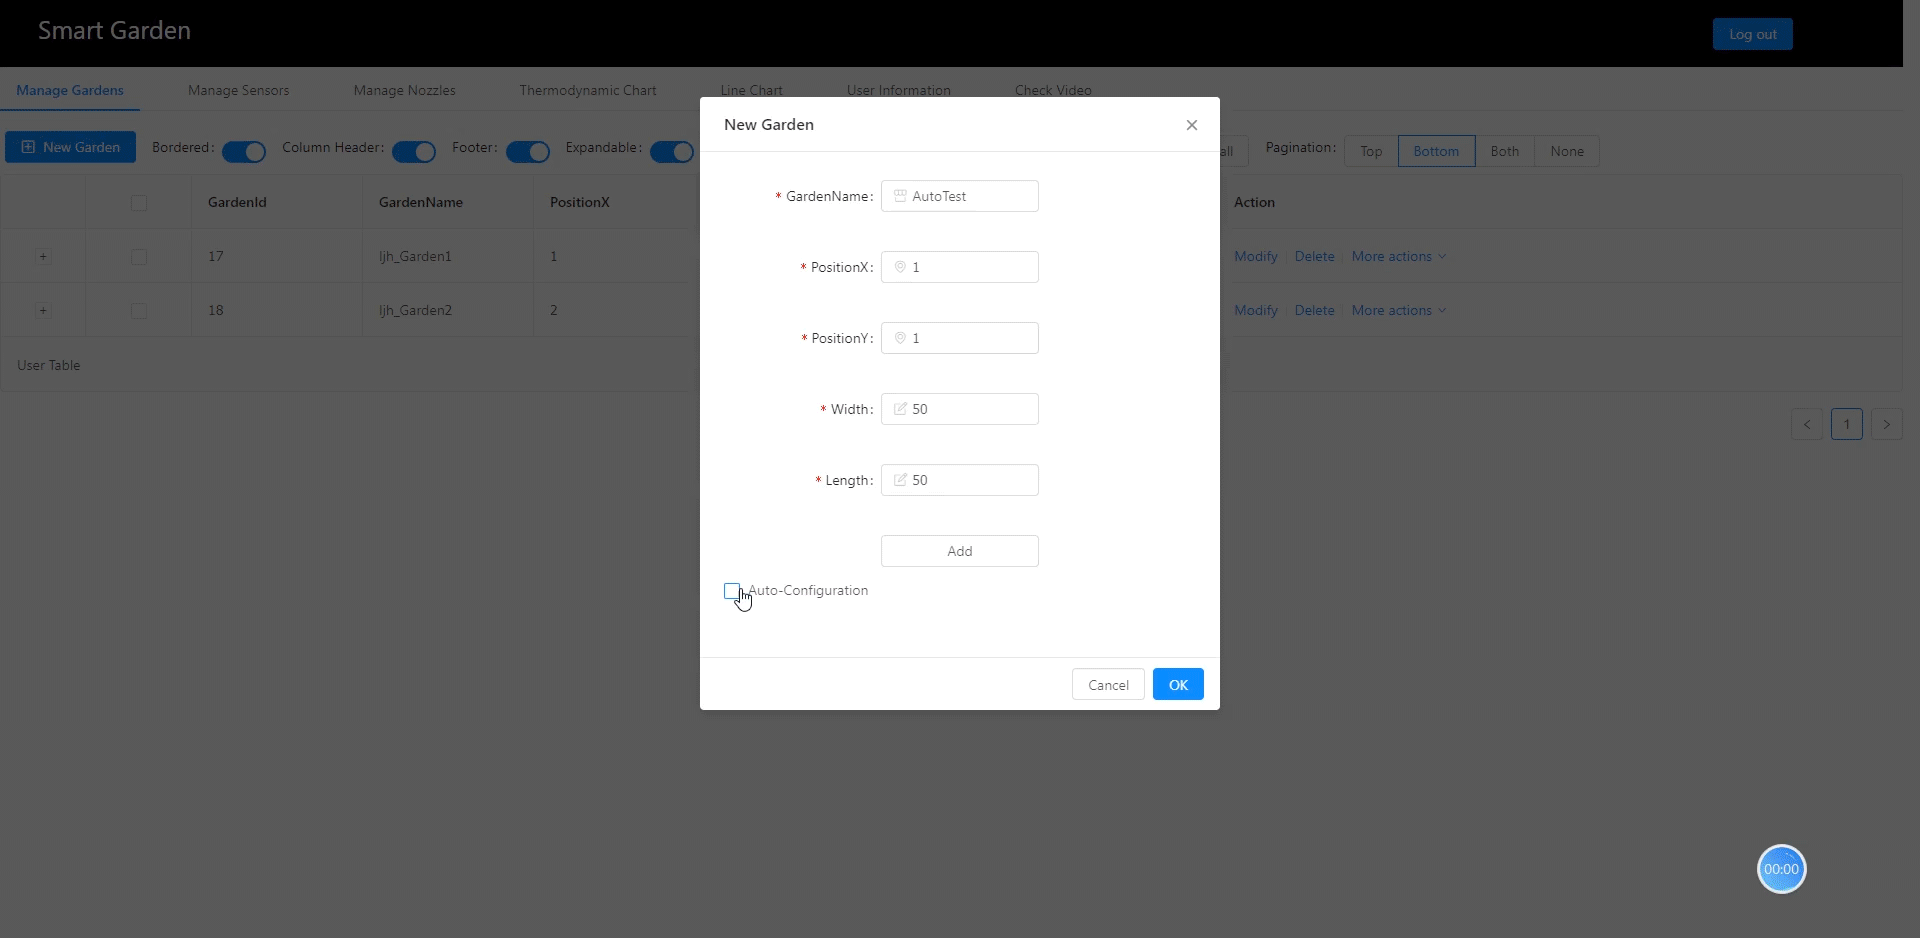 Smart Garden
Log out
Manage Gardens Manage Sensors Manage Nozzles Thermodynamic Chart Line Chart User Information Check Video
New Garden Bordered: Column Header: Footer: Expandable: all Pagination: Top Bottom Both None
GardenId GardenName PositionX Action
+ 17 ljh_Garden1 1 Modify Delete More actions
+ 18 ljh_Garden2 2 Modify Delete More actions
User Table
< 1 >
New Garden
* GardenName: AutoTest
* PositionX: 1
* PositionY: 1
* Width: 50
* Length: 50
Add
Auto-Configuration
Cancel OK
00:00